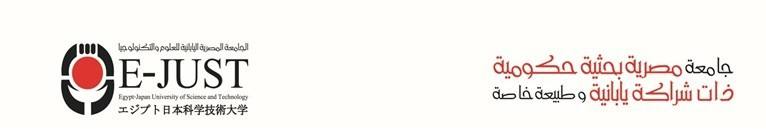 الجامعة المصرية اليابانية للعلوم والتكنولوجيا
E-JUST
Egypt-Japan University of Science and Technology
エジプト日本科学技術大学
جامعة مصرية بحثية حكومية
ذات شراكة يابانية وطبيعة خاصة